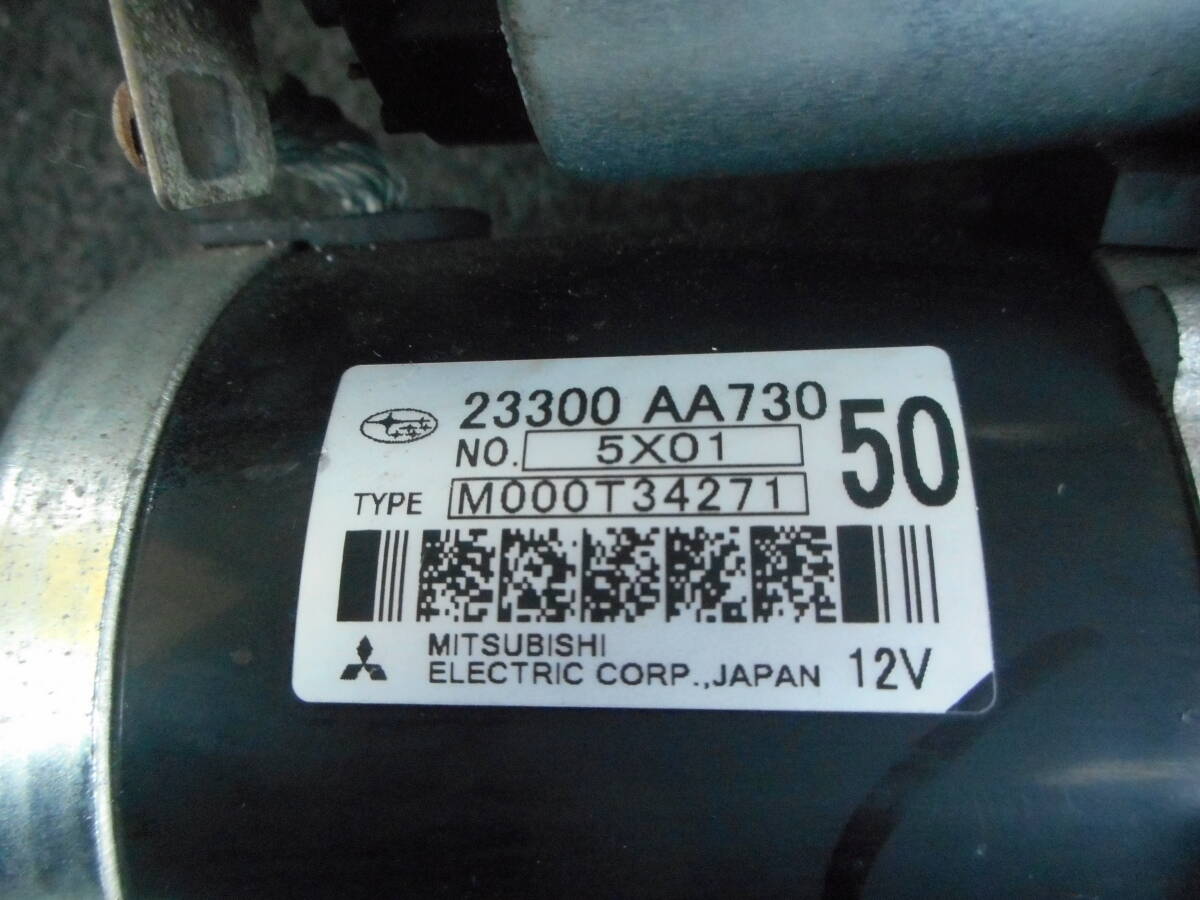 23300 AA730
NO. 5X01
50
TYPE M000T34271
MITSUBISHI
ELECTRIC CORP.,JAPAN 12V